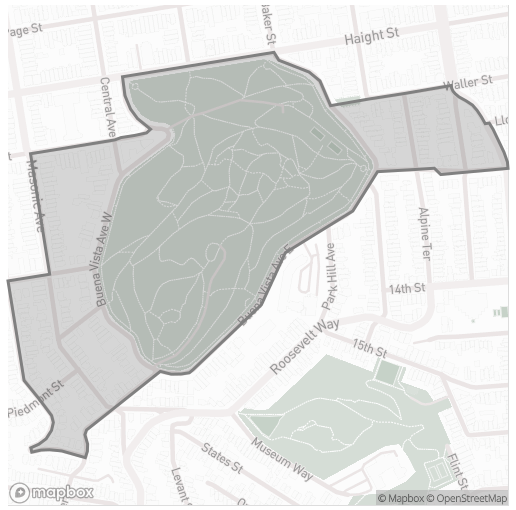 age St
aker St
Haight St
Waller St
Central Ave
Llo
St
Masonic Ave
Buena Vista Ave W
Alpine Ter
Buena Vista Ave E
Park Hill Ave
14th St
Roosevelt Way
15th St
Piedmont St
States St
Museum Way
Flint St
Levant
mapbox
© Mapbox © OpenStreetMap